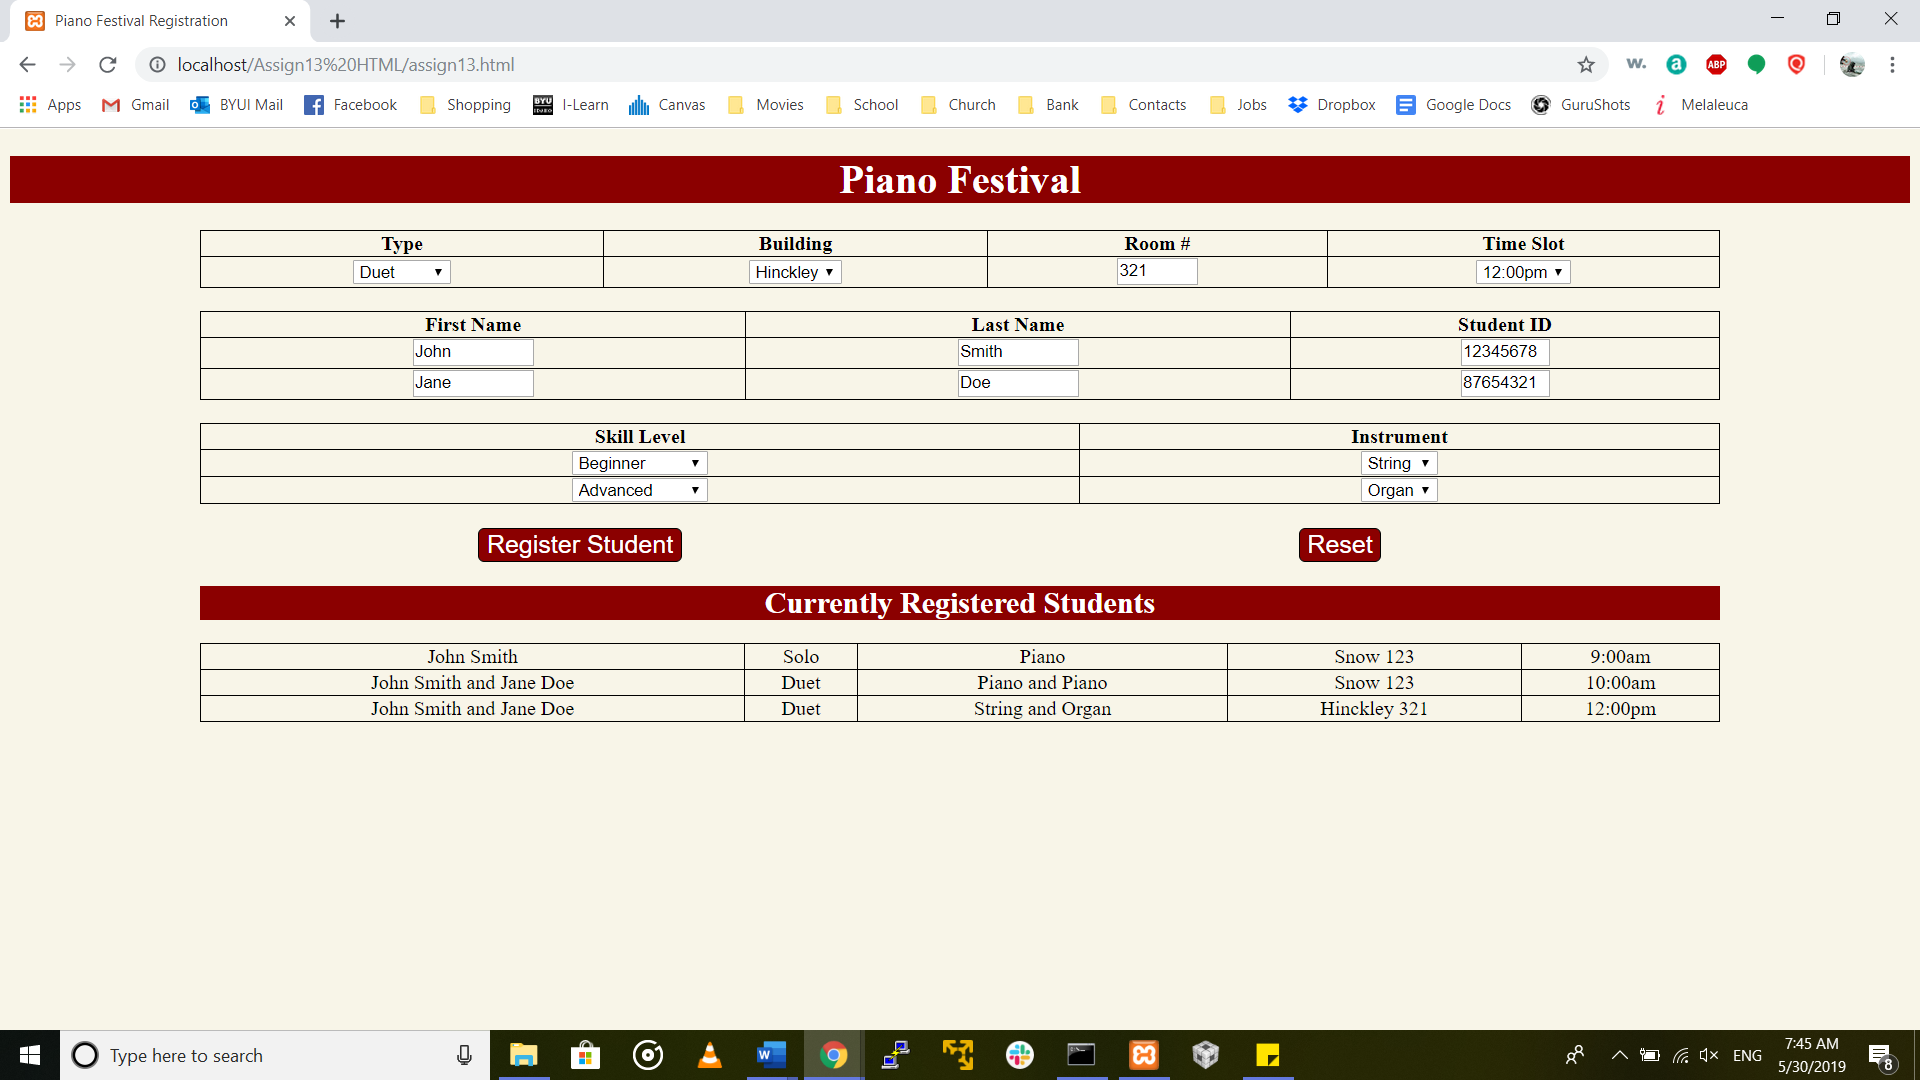 Piano Festival Registration
localhost/Assign13%20HTML/assign13.html
w. a ABP
Apps Gmail BYUI Mail Facebook Shopping BYU IDAHO I-Learn Canvas Movies School Church Bank Contacts Jobs Dropbox Google Docs GuruShots Melaleuca
Piano Festival
Type Building Room # Time Slot
Duet Hinckley 321 12:00pm
First Name Last Name Student ID
John Smith 12345678
Jane Doe 87654321
Skill Level Instrument
Beginner String
Advanced Organ
Register Student Reset
Currently Registered Students
John Smith Solo Piano Snow 123 9:00am
John Smith and Jane Doe Duet Piano and Piano Snow 123 10:00am
John Smith and Jane Doe Duet String and Organ Hinckley 321 12:00pm
Type here to search
ENG
7:45 AM
5/30/2019
8